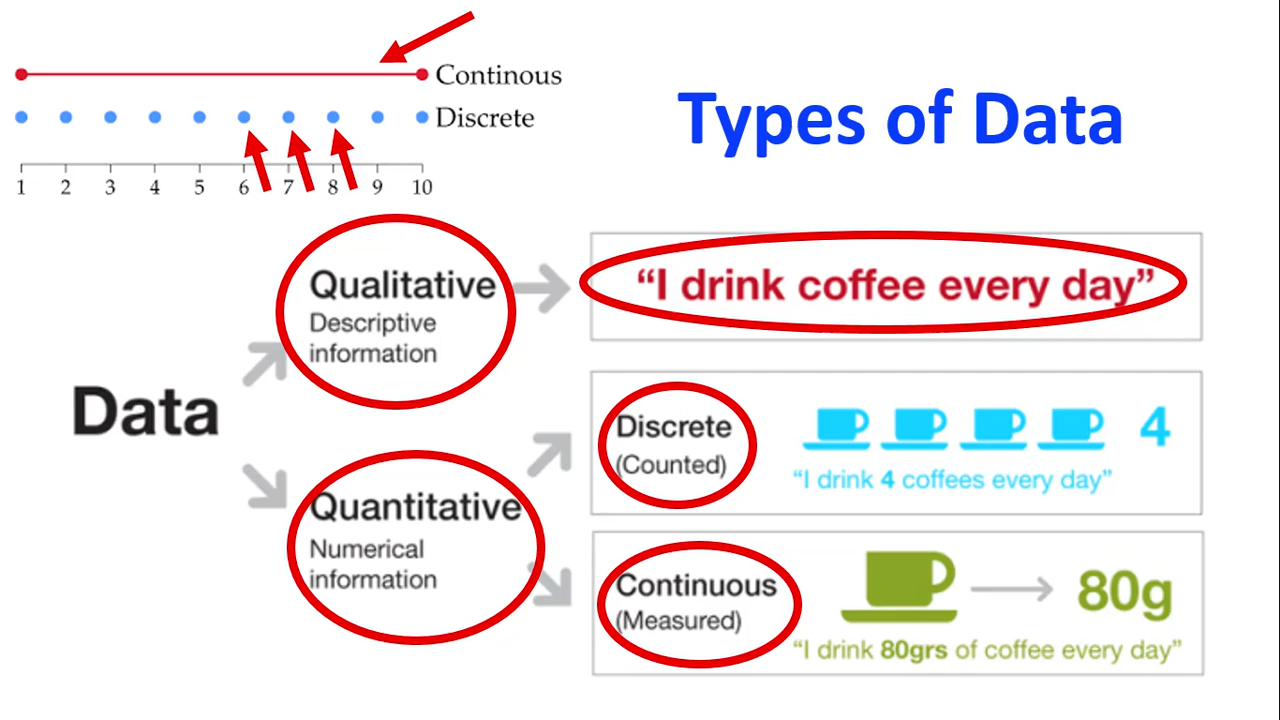 Continous
Discrete
1 2 3 4 5 6 7 8 9 10
Types of Data
Data
Qualitative
Descriptive
information
“I drink coffee every day”
Quantitative
Numerical
information
Discrete
(Counted)
4
“I drink 4 coffees every day”
Continuous
(Measured)
80g
“I drink 80grs of coffee every day”